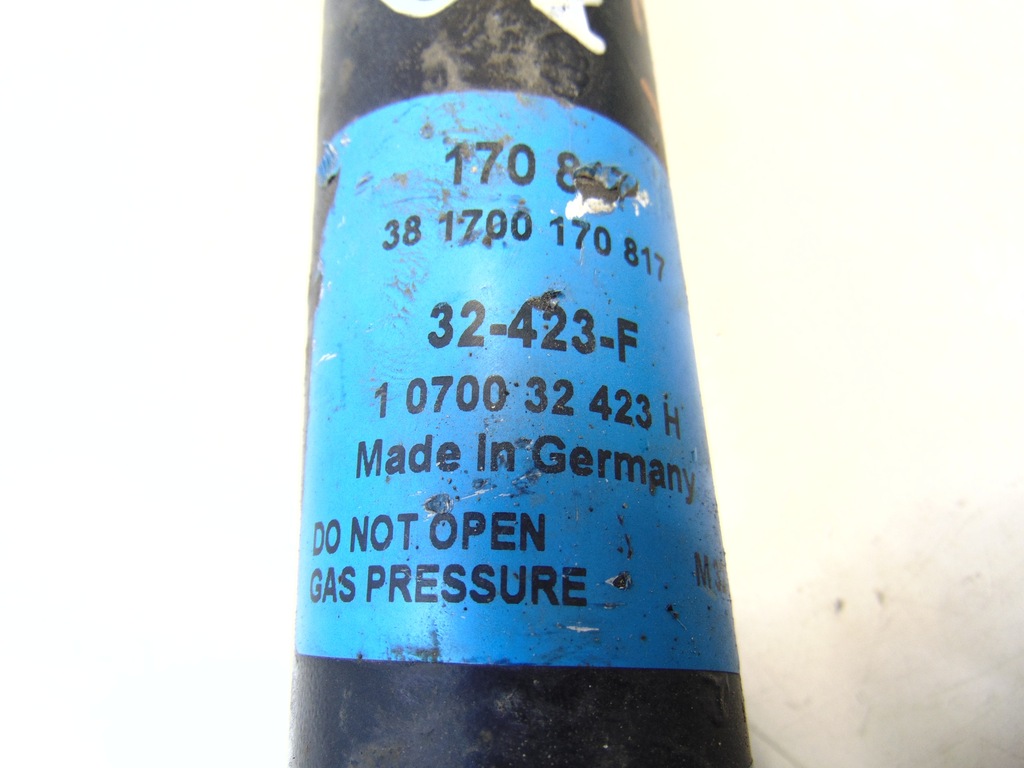 170
38 1700 170 817
32-423-F
1 0700 32 423 H
Made In Germany
DO NOT OPEN
GAS PRESSURE